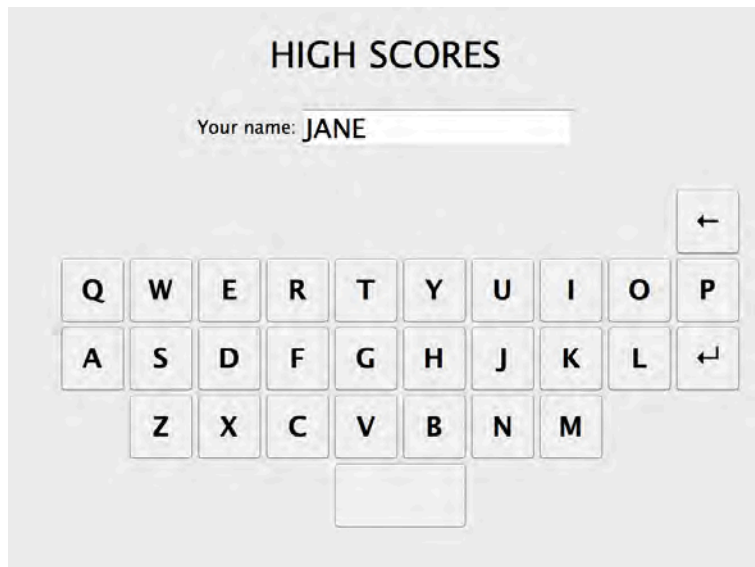 HIGH SCORES
Your name: JANE
←
Q W E R T Y U I O P
A S D F G H J K L ↵
Z X C V B N M